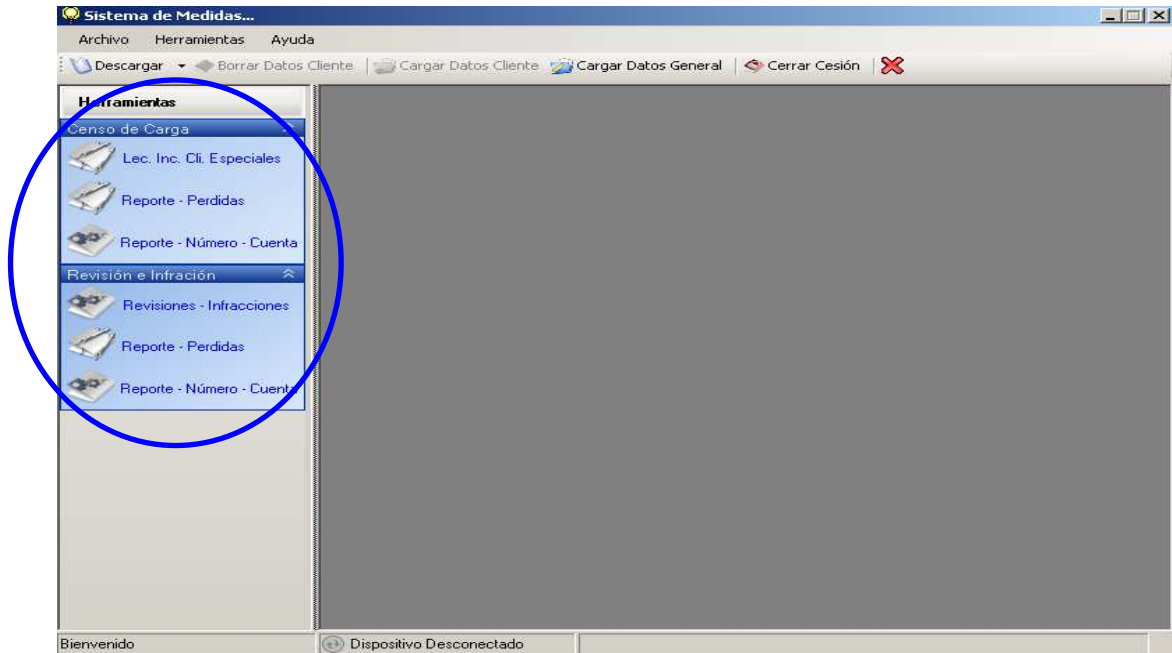 Sistema de Medidas...
Archivo Herramientas Ayuda
Descargar Borrar Datos Cliente Cargar Datos Cliente Cargar Datos General Cerrar Cesión
Herramientas
Censo de Carga
Lec. Inc. Cli. Especiales
Reporte - Perdidas
Reporte - Número - Cuenta
Revisión e Infración
Revisiones - Infracciones
Reporte - Perdidas
Reporte - Número - Cuenta
Bienvenido Dispositivo Desconectado